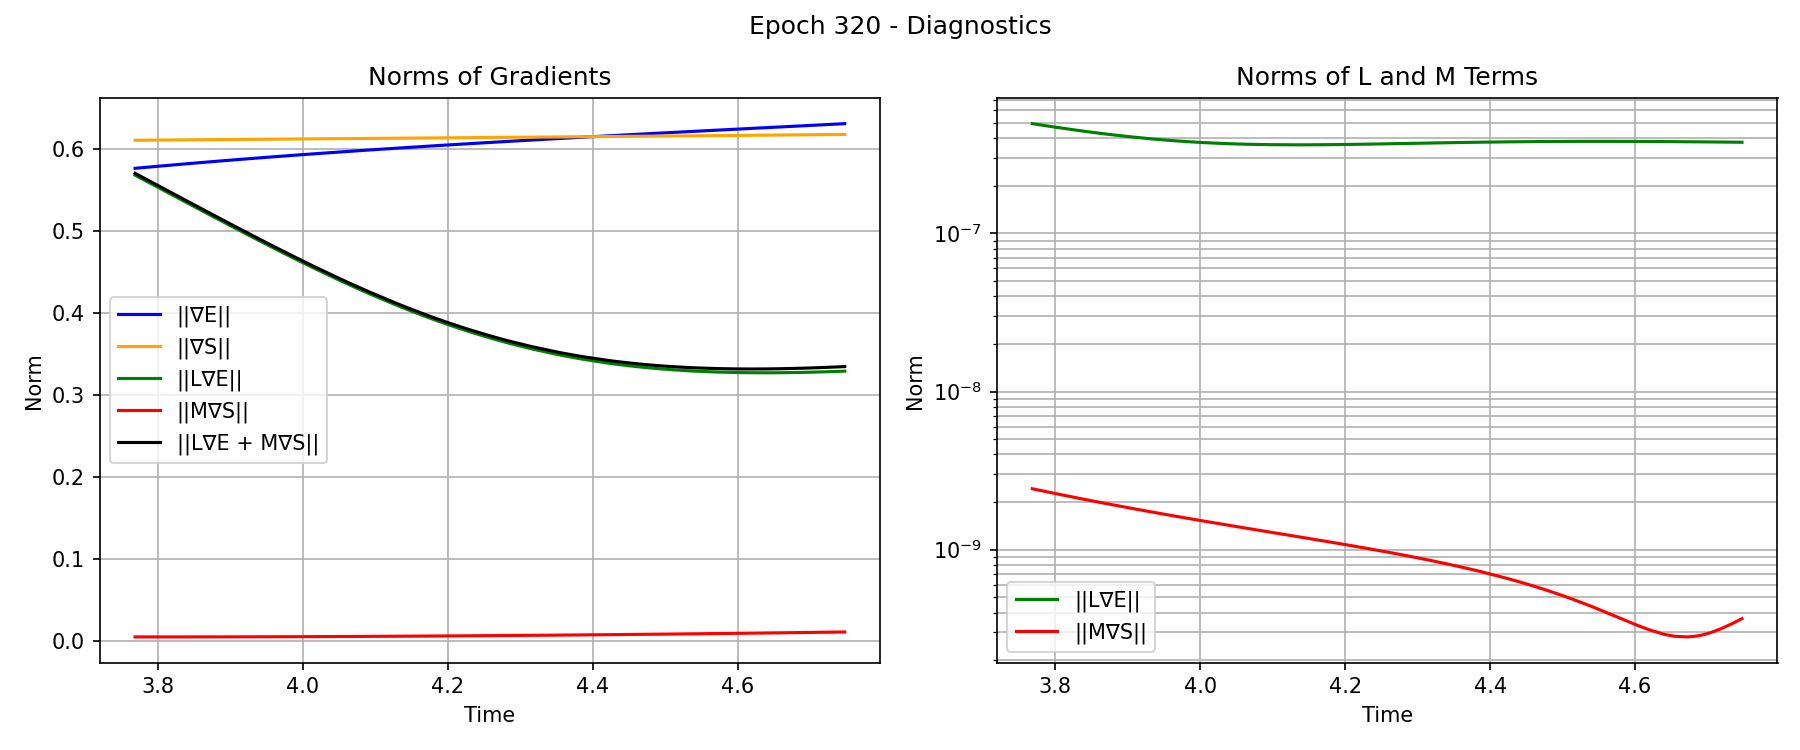 Epoch 320 - Diagnostics
Norms of Gradients
Norm
0.6
0.5
0.4
0.3
0.2
0.1
0.0
||∇E||
||∇S||
||L∇E||
||M∇S||
||L∇E + M∇S||
3.8 4.0 4.2 4.4 4.6
Time
Norms of L and M Terms
Norm
10⁻⁷
10⁻⁸
10⁻⁹
||L∇E||
||M∇S||
3.8 4.0 4.2 4.4 4.6
Time